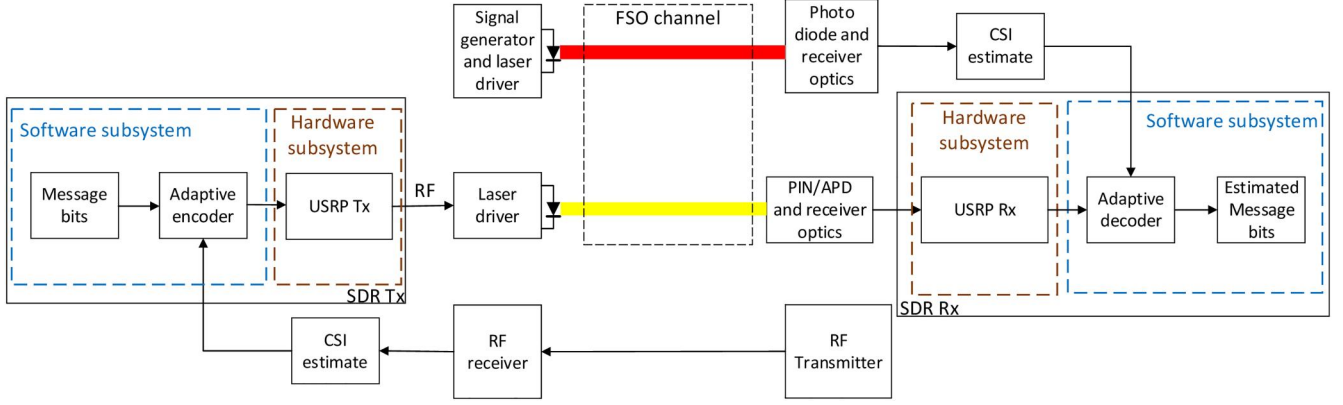 Signal
generator
and laser
driver
FSO channel
Photo
diode and
receiver
optics
CSI
estimate
Software subsystem
Hardware
subsystem
Message
bits
Adaptive
encoder
USRP Tx
RF
Laser
driver
PIN/APD
and receiver
optics
Hardware
subsystem
Software subsystem
USRP Rx
Adaptive
decoder
Estimated
Message
bits
SDR Tx
SDR Rx
CSI
estimate
RF
receiver
RF
Transmitter